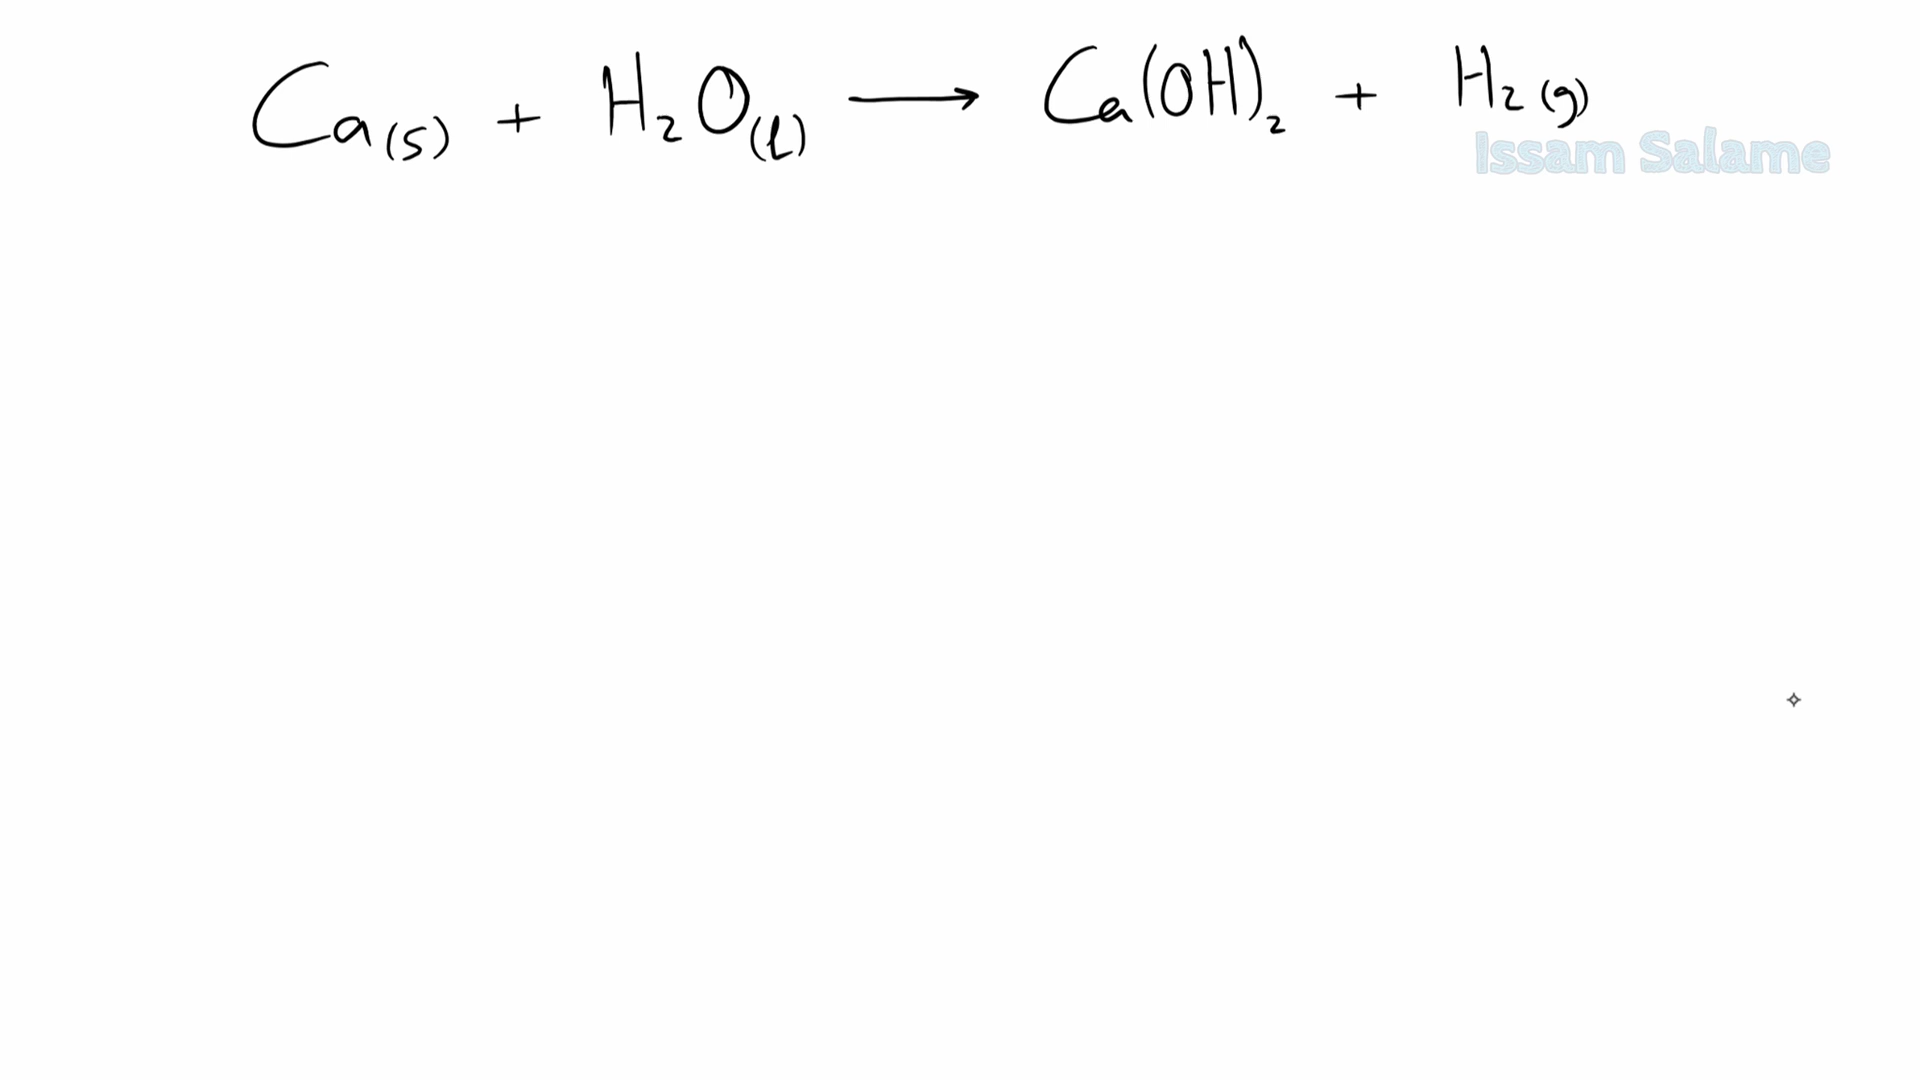 Ca(s) + H₂O(l) ⟶ Ca(OH)₂ + H₂(g)
Issam Salame